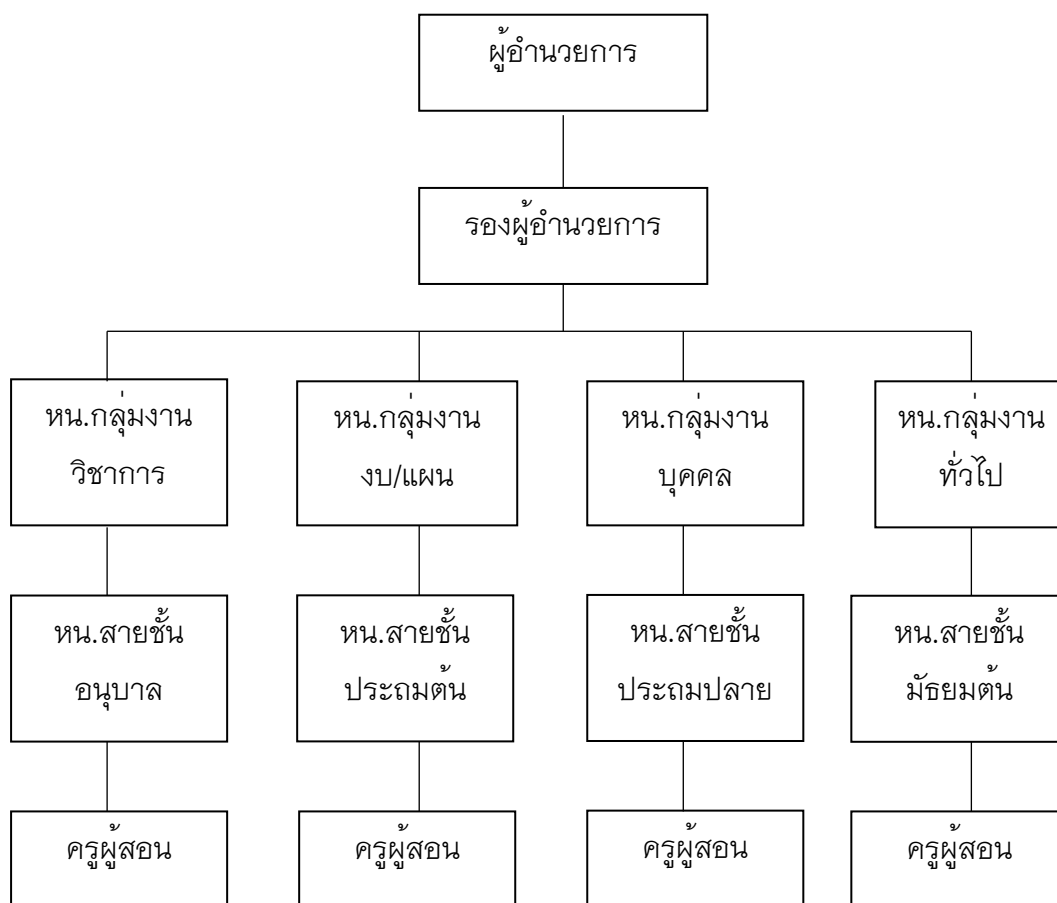 ผู้อำนวยการ
รองผู้อำนวยการ
หน.กลุ่มงาน
วิชาการ
หน.กลุ่มงาน
งบ/แผน
หน.กลุ่มงาน
บุคคล
หน.กลุ่มงาน
ทั่วไป
หน.สายชั้น
อนุบาล
หน.สายชั้น
ประถมต้น
หน.สายชั้น
ประถมปลาย
หน.สายชั้น
มัธยมต้น
ครูผู้สอน
ครูผู้สอน
ครูผู้สอน
ครูผู้สอน